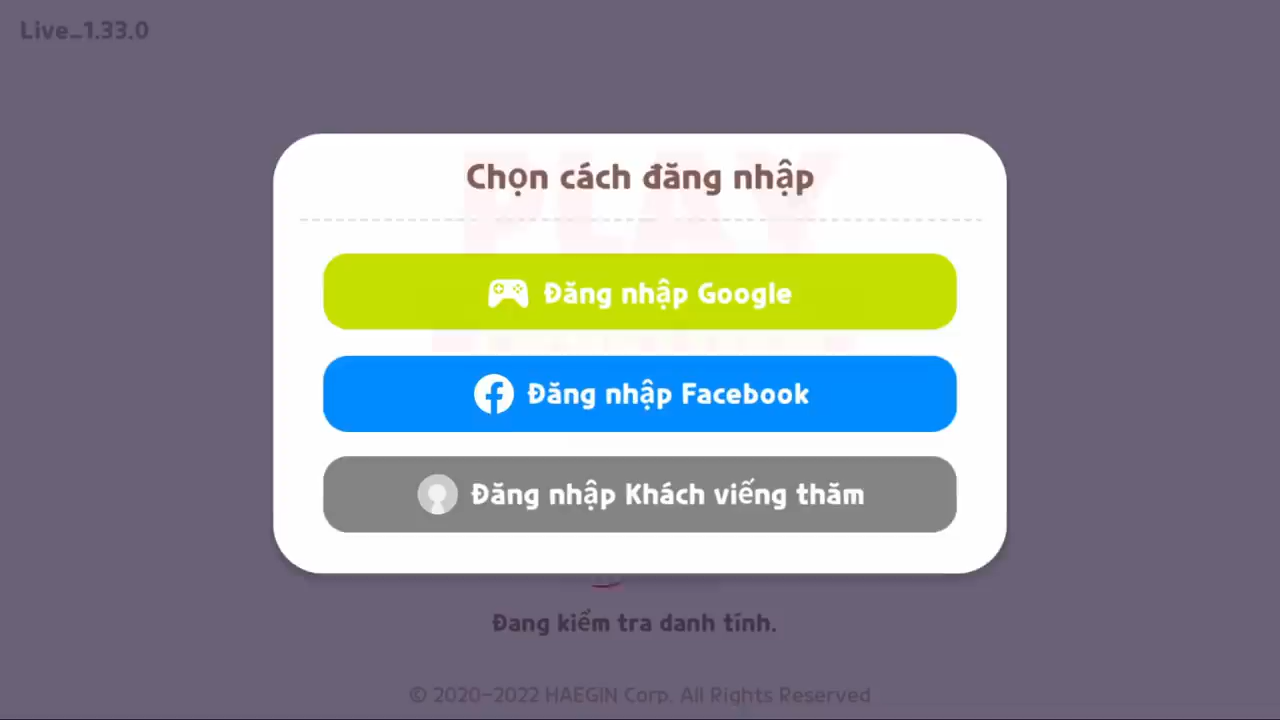 Live_1.33.0
PLAY
Chọn cách đăng nhập
Đăng nhập Google
Đăng nhập Facebook
Đăng nhập Khách viếng thăm
Đang kiểm tra danh tính.
© 2020-2022 HAEGIN Corp. All Rights Reserved